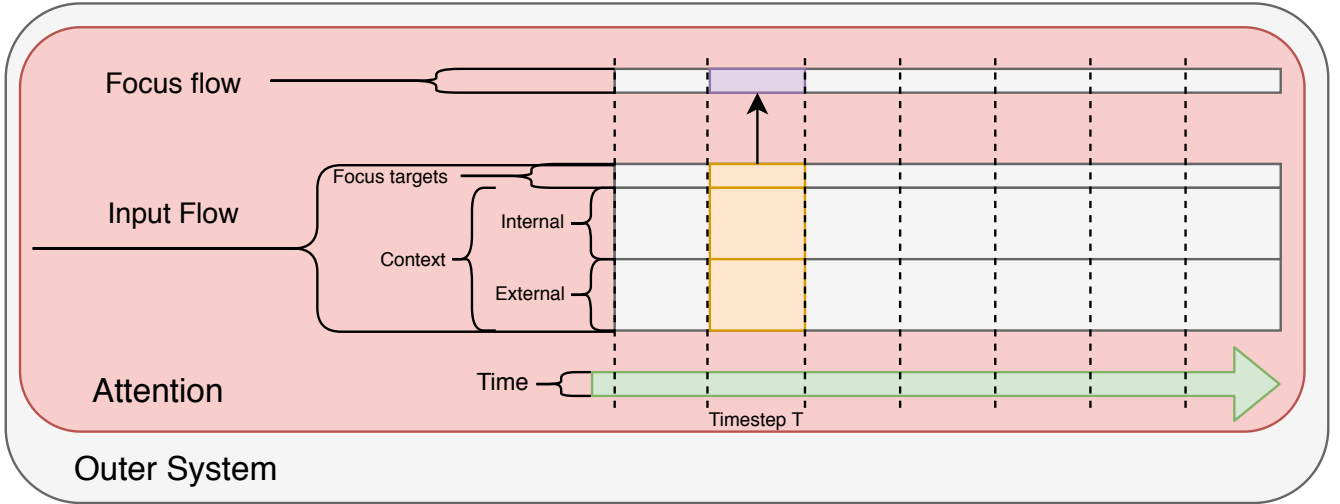 Focus flow
Focus targets
Input Flow
Internal
Context
External
Time
Attention
Timestep T
Outer System